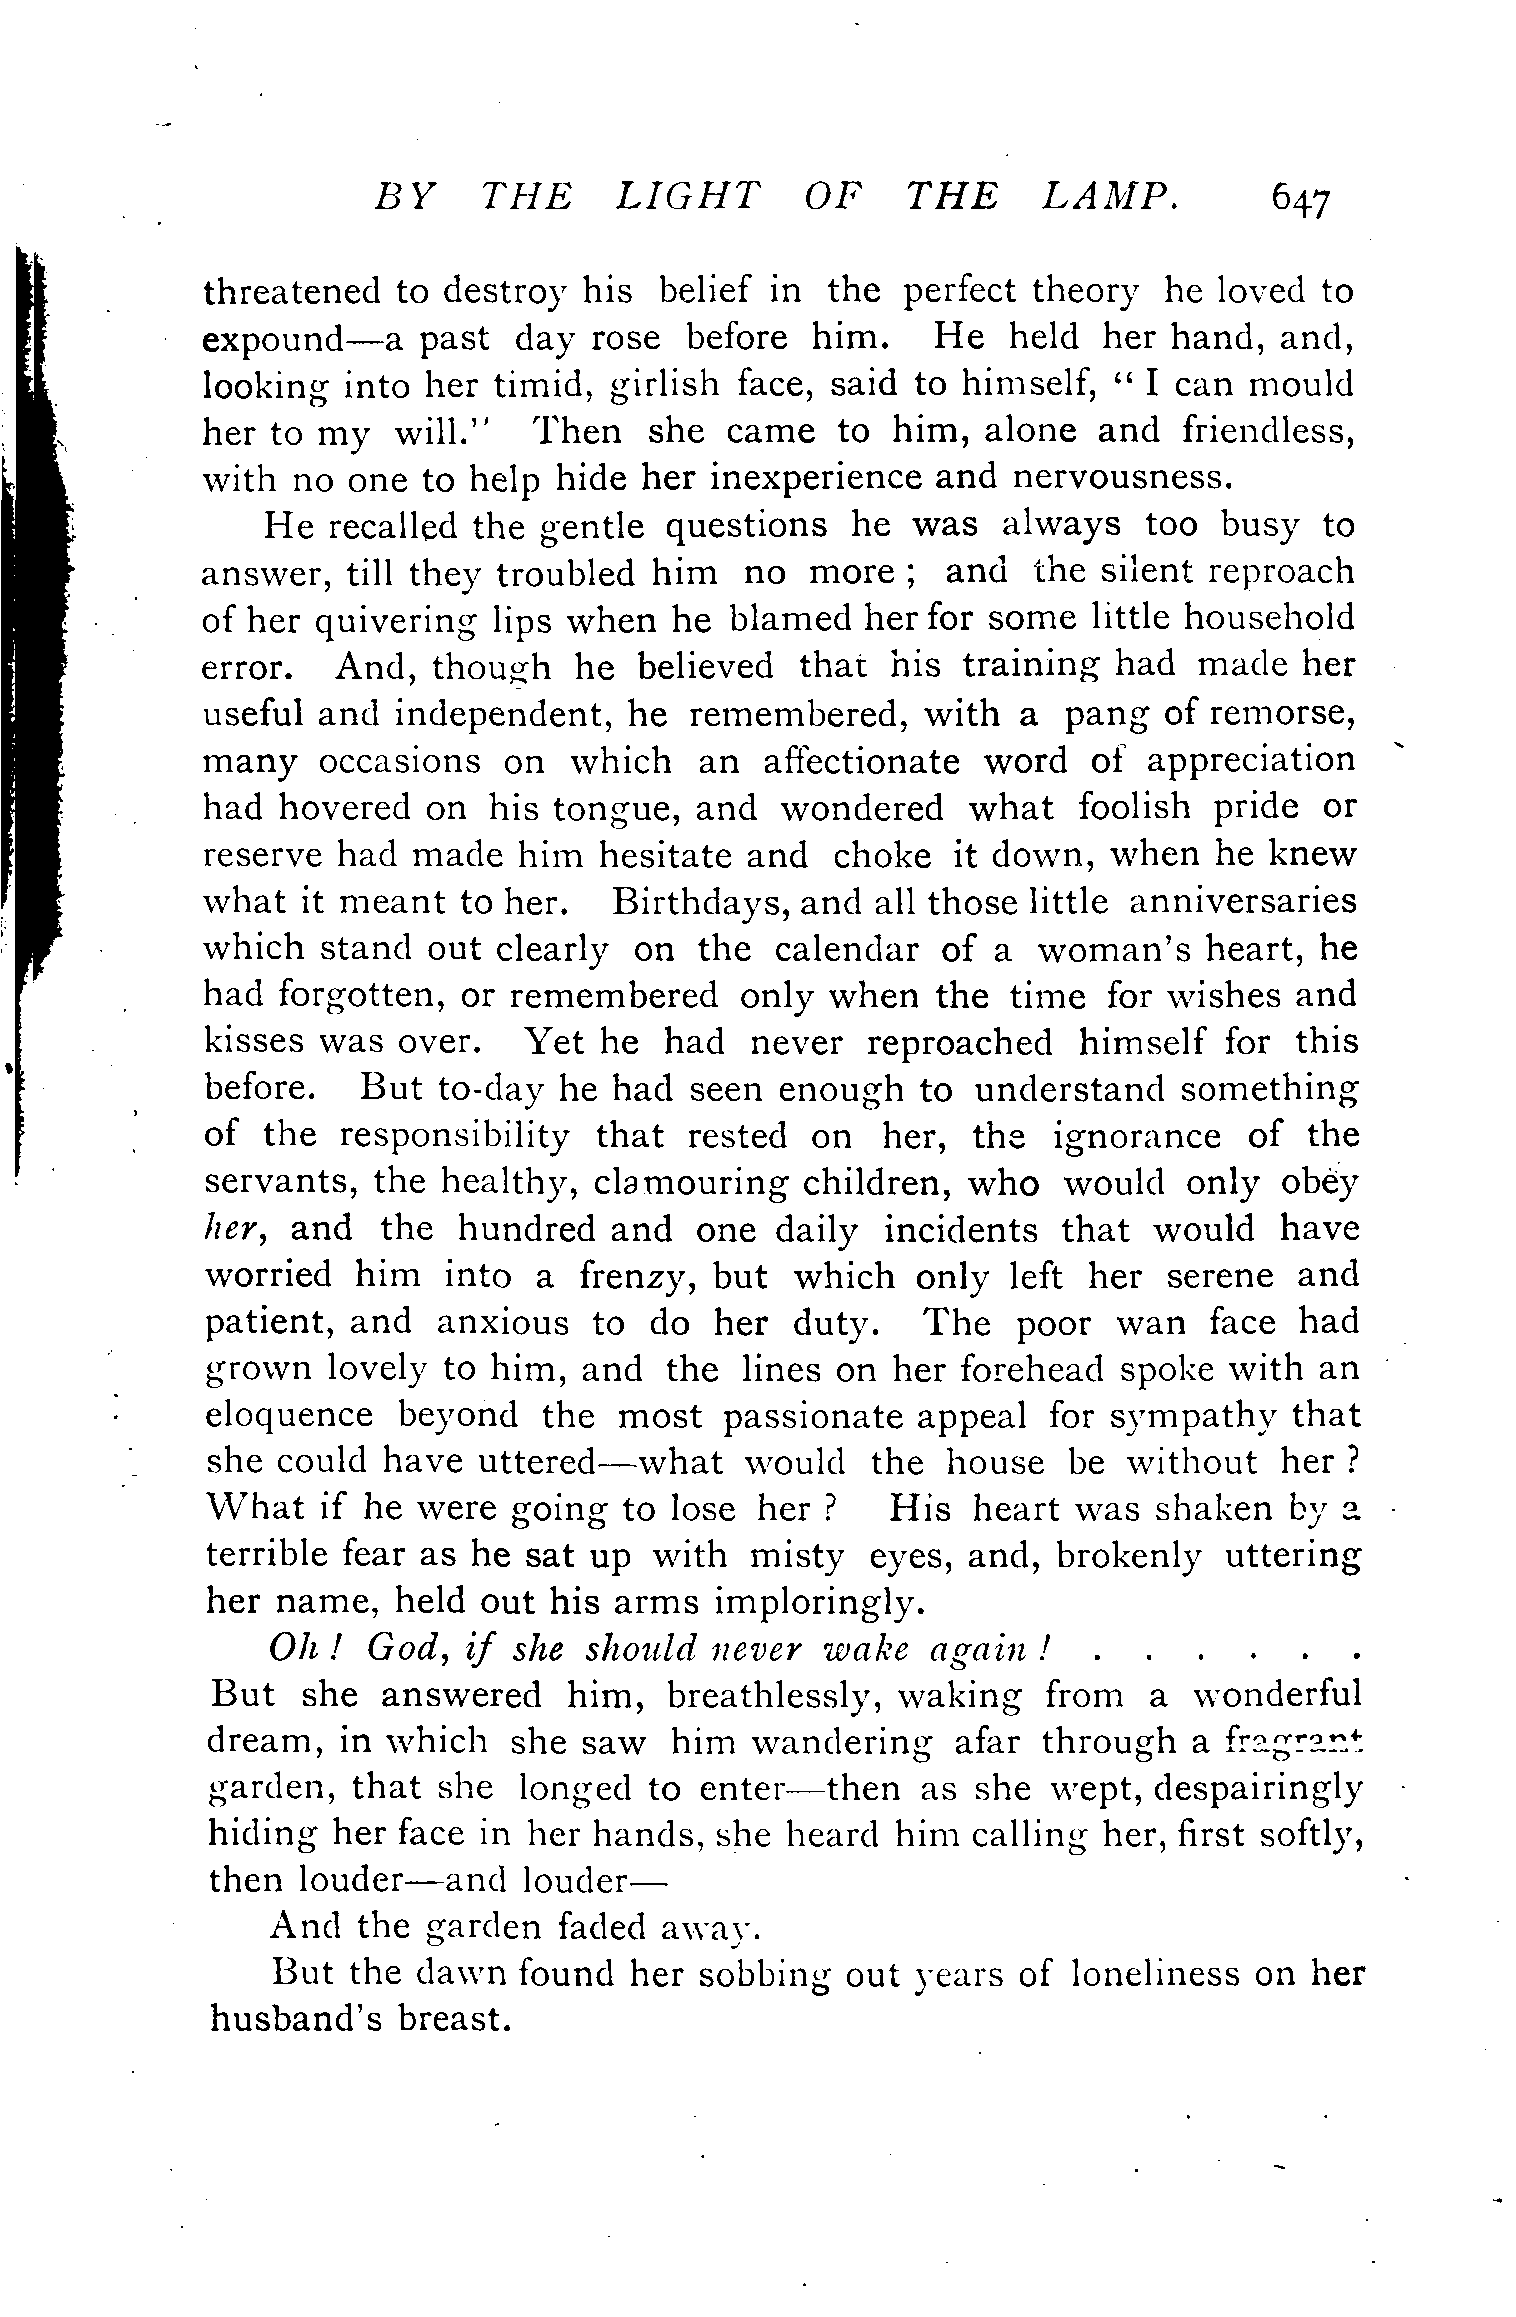 BY THE LIGHT OF THE LAMP. 647
threatened to destroy his belief in the perfect theory he loved to
expound—a past day rose before him. He held her hand, and,
looking into her timid, girlish face, said to himself, “ I can mould
her to my will.” Then she came to him, alone and friendless,
with no one to help hide her inexperience and nervousness.
He recalled the gentle questions he was always too busy to
answer, till they troubled him no more ; and the silent reproach
of her quivering lips when he blamed her for some little household
error. And, though he believed that his training had made her
useful and independent, he remembered, with a pang of remorse,
many occasions on which an affectionate word of appreciation
had hovered on his tongue, and wondered what foolish pride or
reserve had made him hesitate and choke it down, when he knew
what it meant to her. Birthdays, and all those little anniversaries
which stand out clearly on the calendar of a woman's heart, he
had forgotten, or remembered only when the time for wishes and
kisses was over. Yet he had never reproached himself for this
before. But to-day he had seen enough to understand something
of the responsibility that rested on her, the ignorance of the
servants, the healthy, clamouring children, who would only obey
her, and the hundred and one daily incidents that would have
worried him into a frenzy, but which only left her serene and
patient, and anxious to do her duty. The poor wan face had
grown lovely to him, and the lines on her forehead spoke with an
eloquence beyond the most passionate appeal for sympathy that
she could have uttered—what would the house be without her ?
What if he were going to lose her ? His heart was shaken by a
terrible fear as he sat up with misty eyes, and, brokenly uttering
her name, held out his arms imploringly.
Oh ! God, if she should never wake again ! . . . . . .
But she answered him, breathlessly, waking from a wonderful
dream, in which she saw him wandering afar through a fragrant
garden, that she longed to enter—then as she wept, despairingly
hiding her face in her hands, she heard him calling her, first softly,
then louder—and louder—
And the garden faded away.
But the dawn found her sobbing out years of loneliness on her
husband's breast.